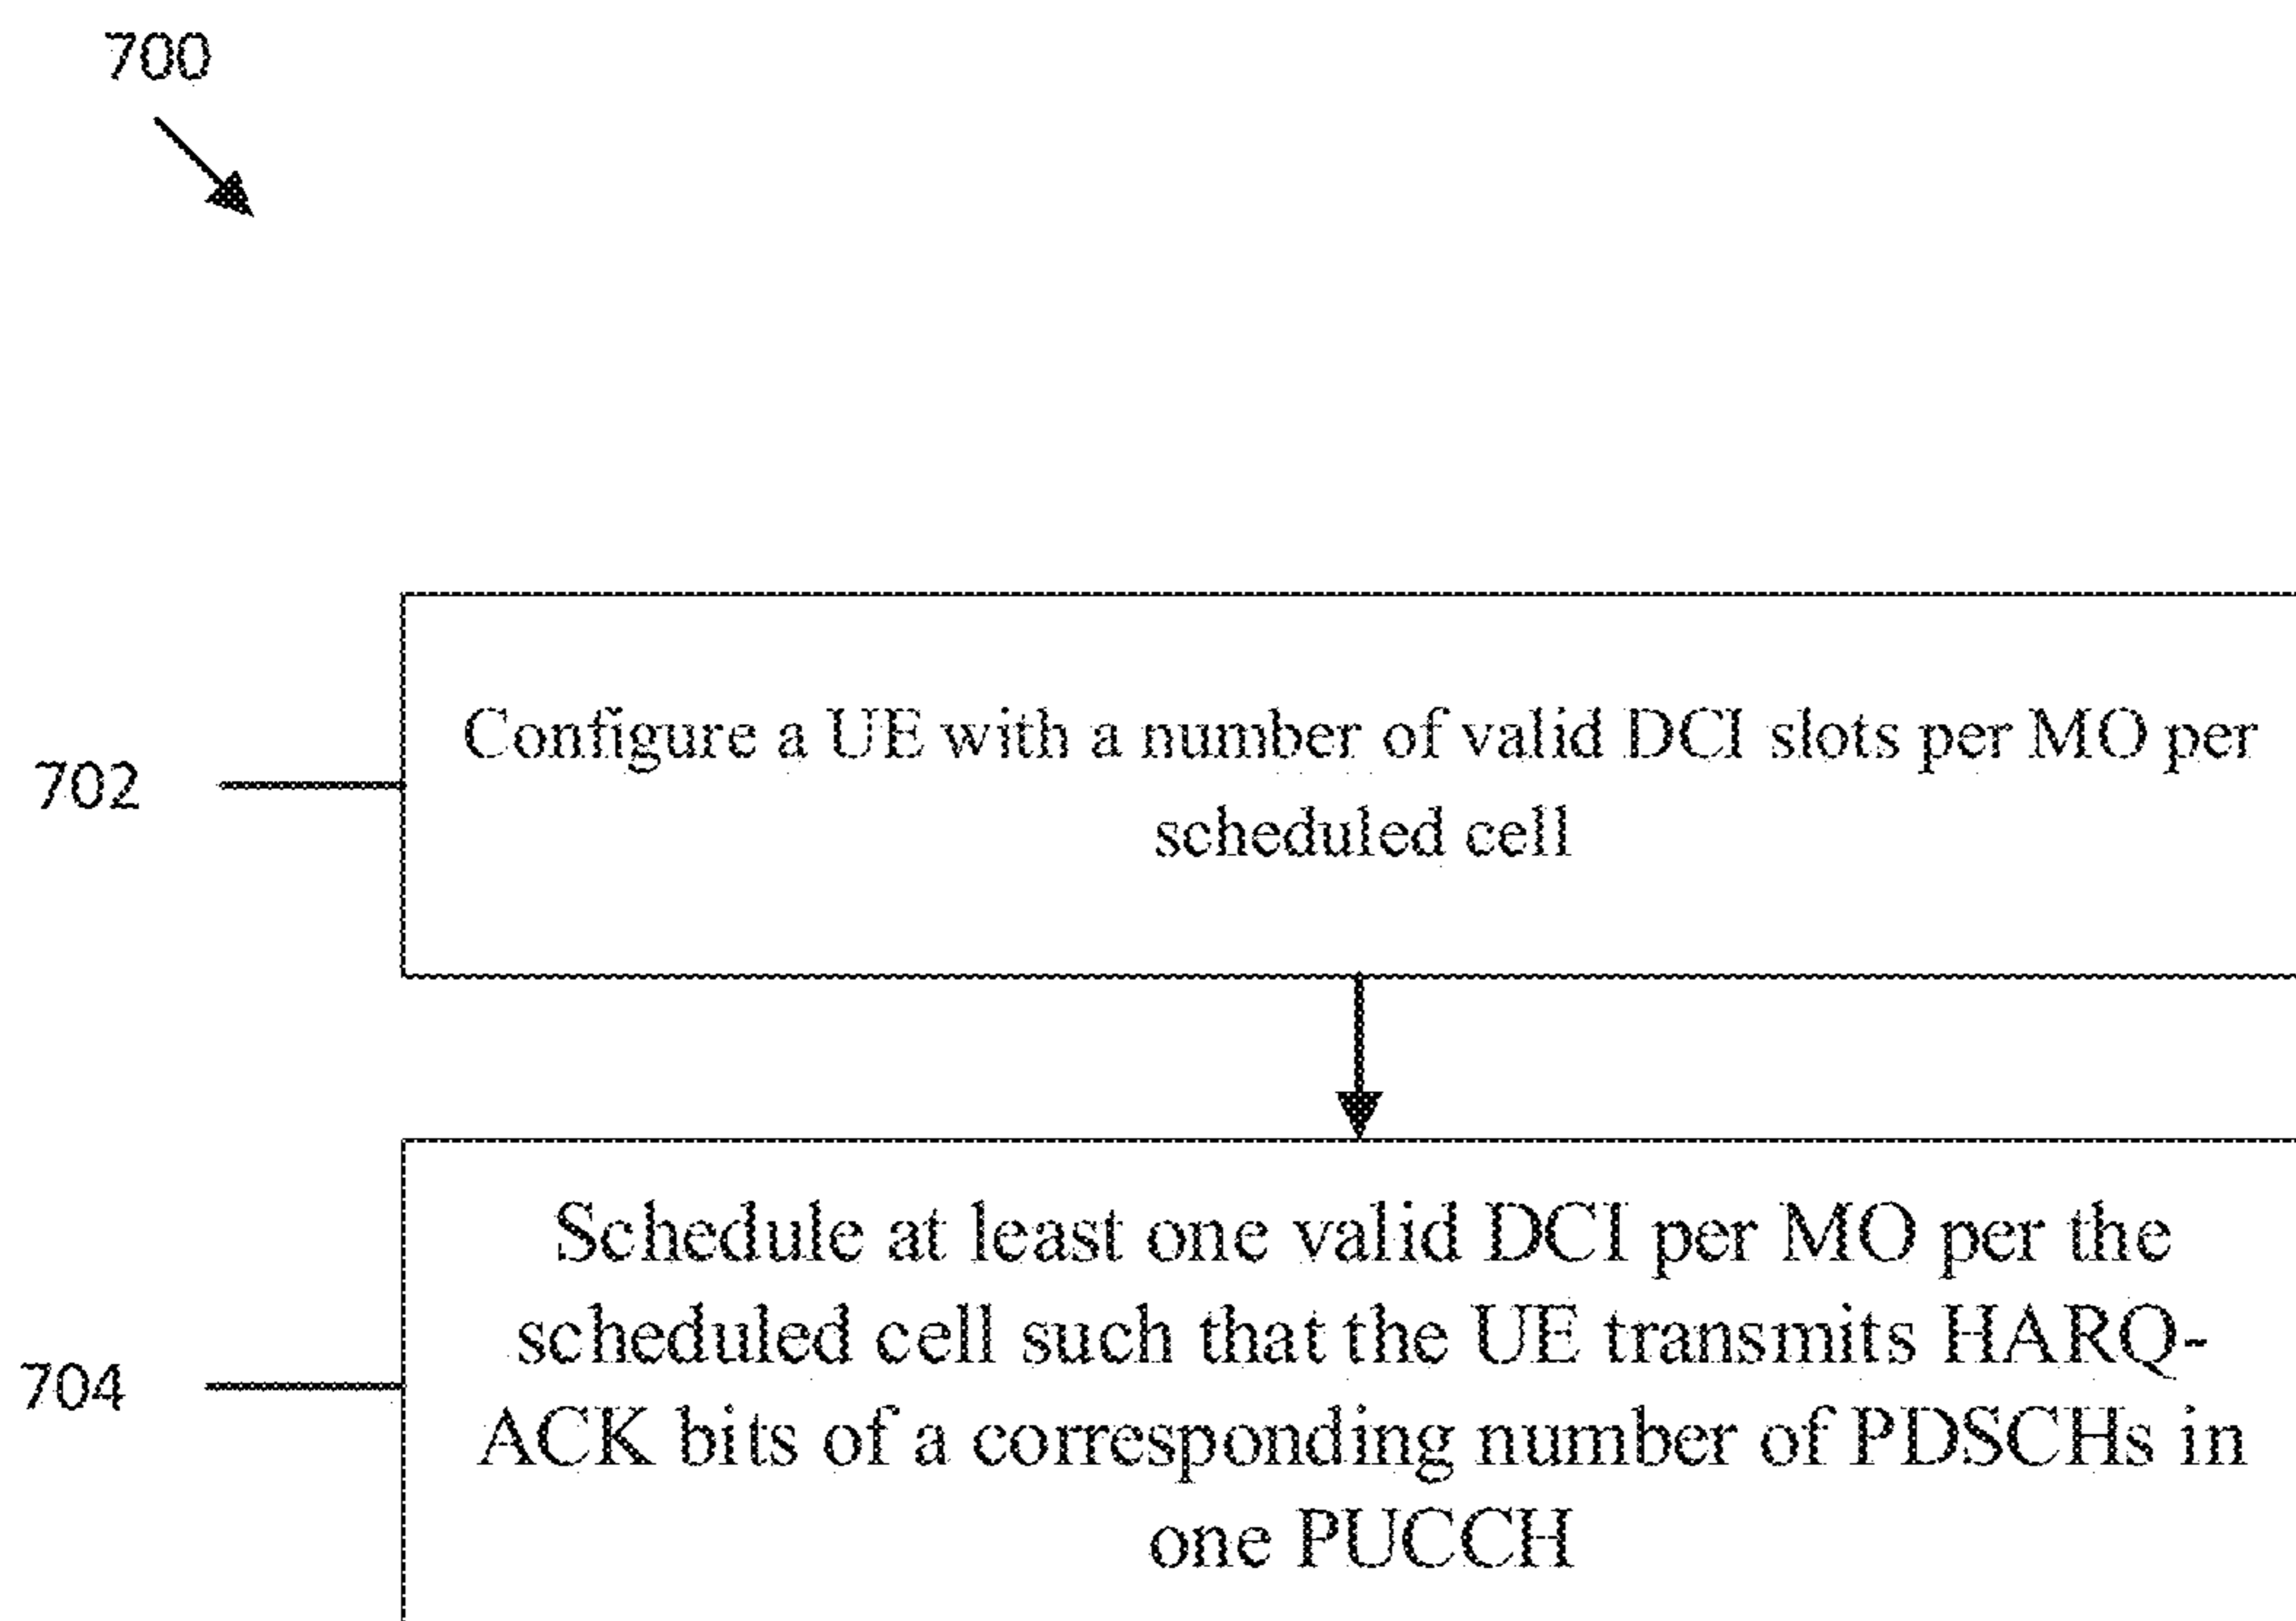 700
702
Configure a UE with a number of valid DCI slots per MO per
scheduled cell
704
Schedule at least one valid DCI per MO per the
scheduled cell such that the UE transmits HARQ-
ACK bits of a corresponding number of PDSCHs in
one PUCCH